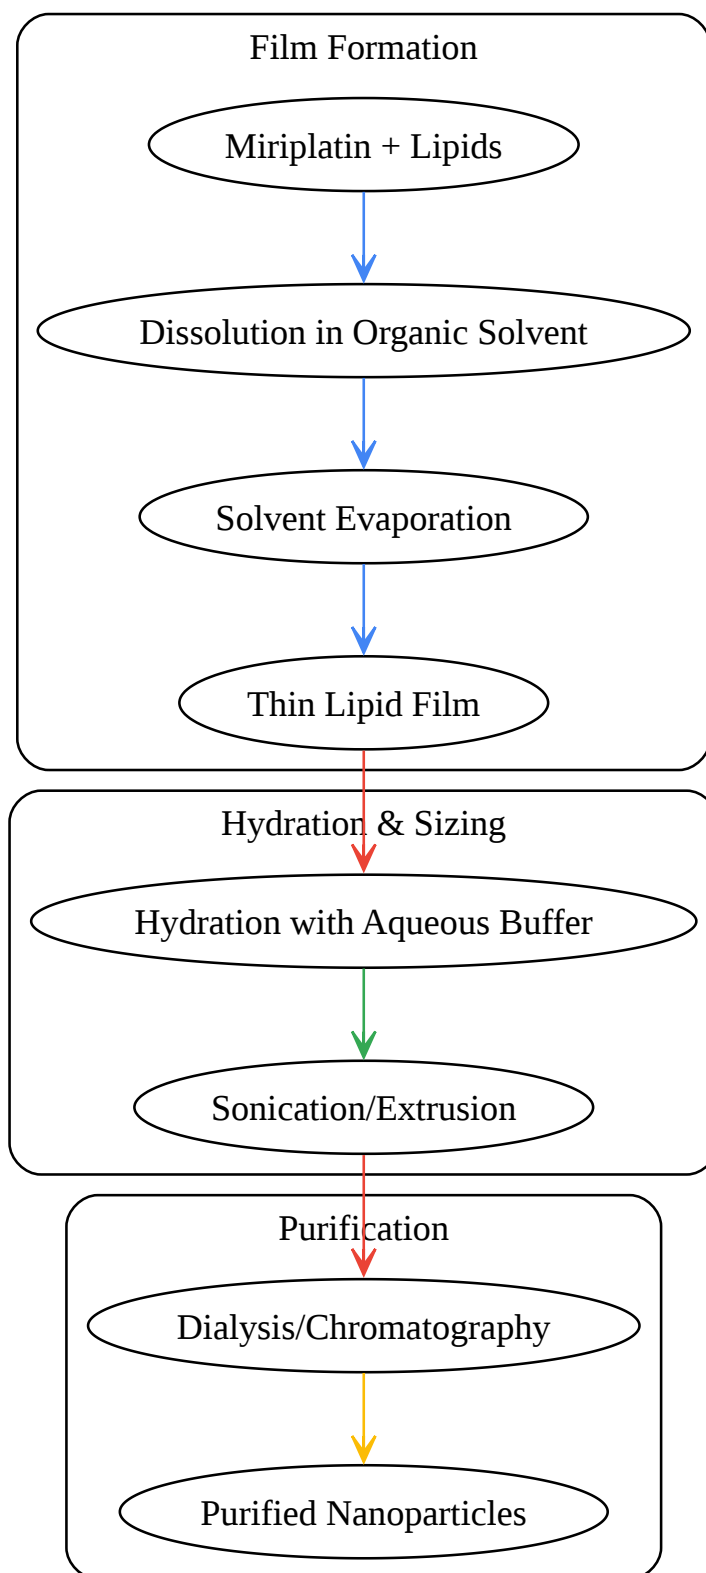 Film Formation
Miriplatin + Lipids
Dissolution in Organic Solvent
Solvent Evaporation
Thin Lipid Film
Hydration & Sizing
Hydration with Aqueous Buffer
Sonication/Extrusion
Purification
Dialysis/Chromatography
Purified Nanoparticles